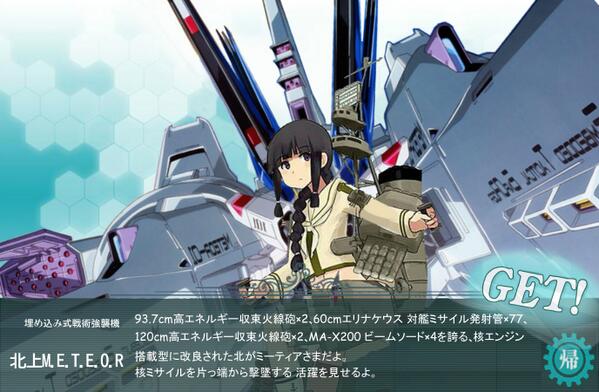 GET!
埋め込み式戦術強襲機
北上M.E.T.E.O.R
93.7cm高エネルギー収束火線砲×2、60cmエリナケウス 対艦ミサイル発射管×77、
120cm高エネルギー収束火線砲×2、MA-X200 ビームソード×4を誇る、核エンジン
搭載型に改良された北がミーティアさまだよ。
核ミサイルを片っ端から撃墜する 活躍を見せるよ。
帰